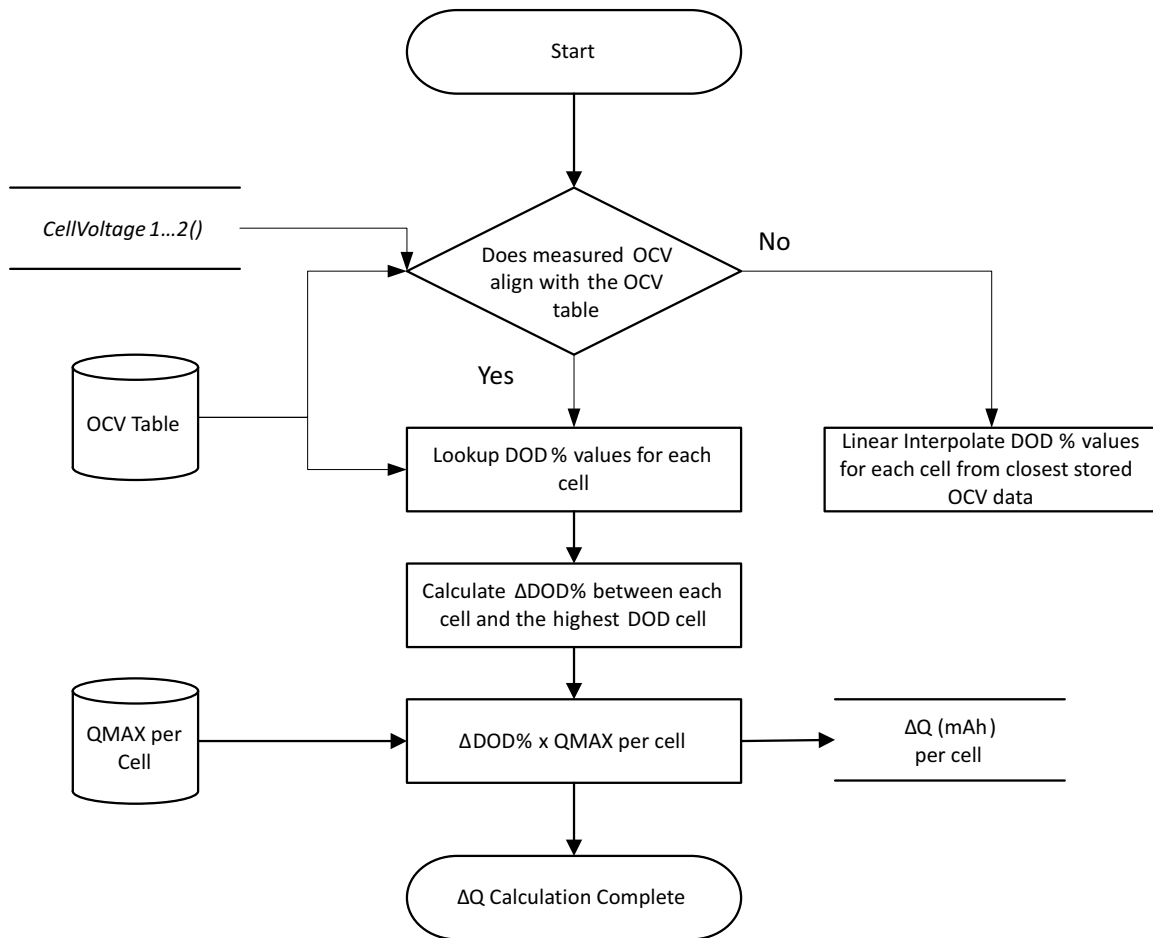 Start
CellVoltage 1...2()
Does measured OCV
align with the OCV
table
No
Yes
OCV Table
Lookup DOD % values for each
cell
Linear Interpolate DOD % values
for each cell from closest stored
OCV data
Calculate ΔDOD% between each
cell and the highest DOD cell
QMAX per
Cell
ΔDOD% x QMAX per cell
ΔQ (mAh)
per cell
ΔQ Calculation Complete